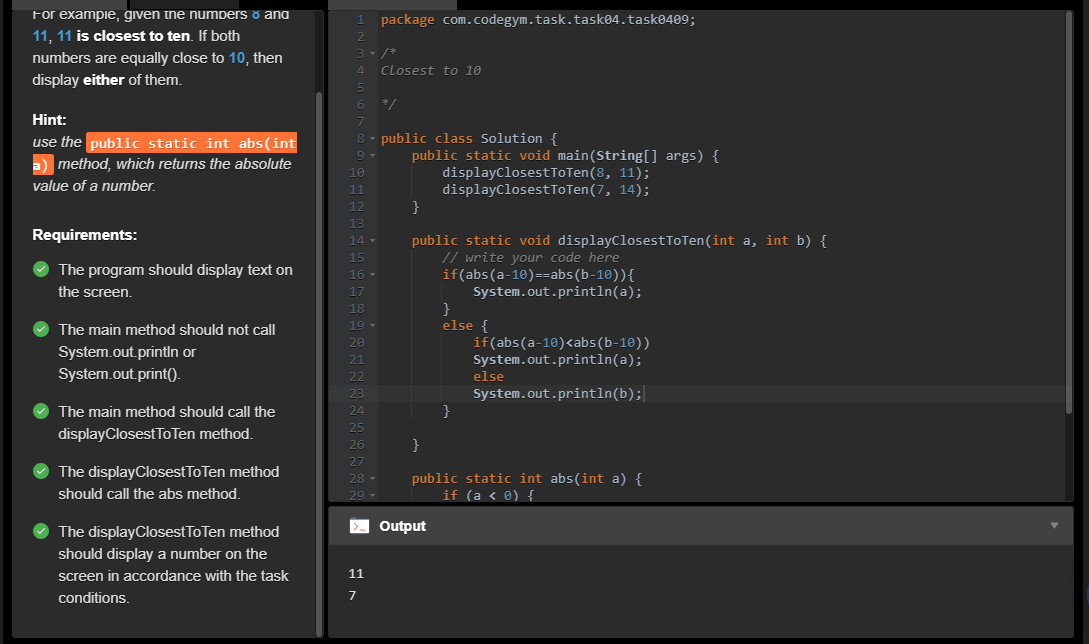 For example, given the numbers 8 and
11, 11 is closest to ten. If both
numbers are equally close to 10, then
display either of them.
Hint:
use the public static int abs(int
a) method, which returns the absolute
value of a number.
Requirements:
The program should display text on
the screen.
The main method should not call
System.out.println or
System.out.print().
The main method should call the
displayClosestToTen method.
The displayClosestToTen method
should call the abs method.
The displayClosestToTen method
should display a number on the
screen in accordance with the task
conditions.
1 package com.codegym.task.task04.task0409;
2
3 /*
4 Closest to 10
5
6 */
7
8 public class Solution {
9     public static void main(String[] args) {
10         displayClosestToTen(8, 11);
11         displayClosestToTen(7, 14);
12     }
13
14     public static void displayClosestToTen(int a, int b) {
15         // write your code here
16         if(abs(a-10)==abs(b-10)){
17             System.out.println(a);
18         }
19         else {
20             if(abs(a-10)<abs(b-10))
21             System.out.println(a);
22             else
23             System.out.println(b);
24         }
25
26     }
27
28     public static int abs(int a) {
29         if (a < 0) {
>_ Output
11
7